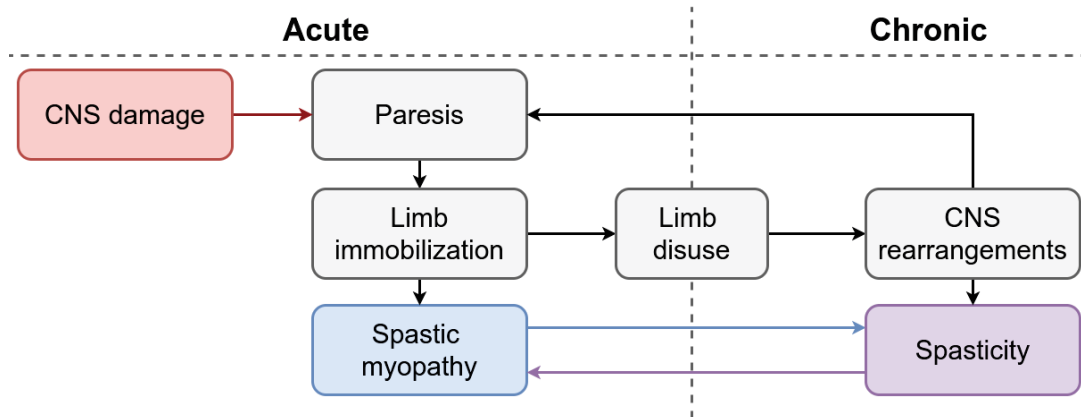 Acute
Chronic
CNS damage
Paresis
Limb
immobilization
Limb
disuse
CNS
rearrangements
Spastic
myopathy
Spasticity